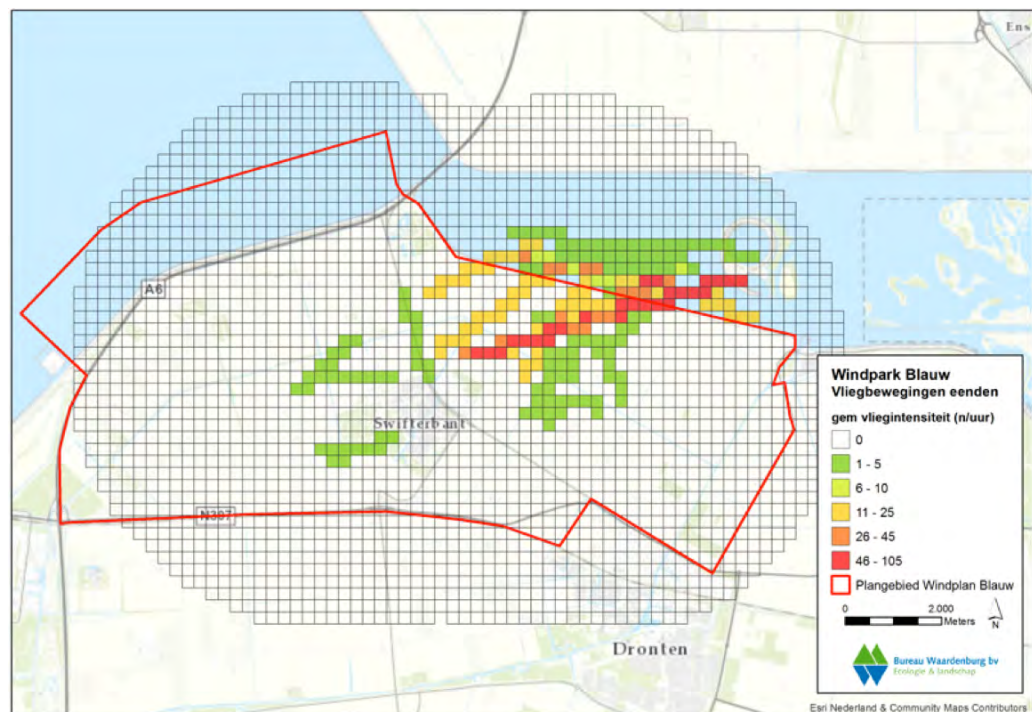 Ens
A6
Swifterbant
N307
Dronten
Windpark Blauw
Vliegbewegingen eenden
gem vliegintensiteit (n/uur)
0
1 - 5
6 - 10
11 - 25
26 - 45
46 - 105
Plangebied Windplan Blauw
0 2.000
Meters
N
Bureau Waardenburg bv
Ecologie & landschap
Esri Nederland & Community Maps Contributors